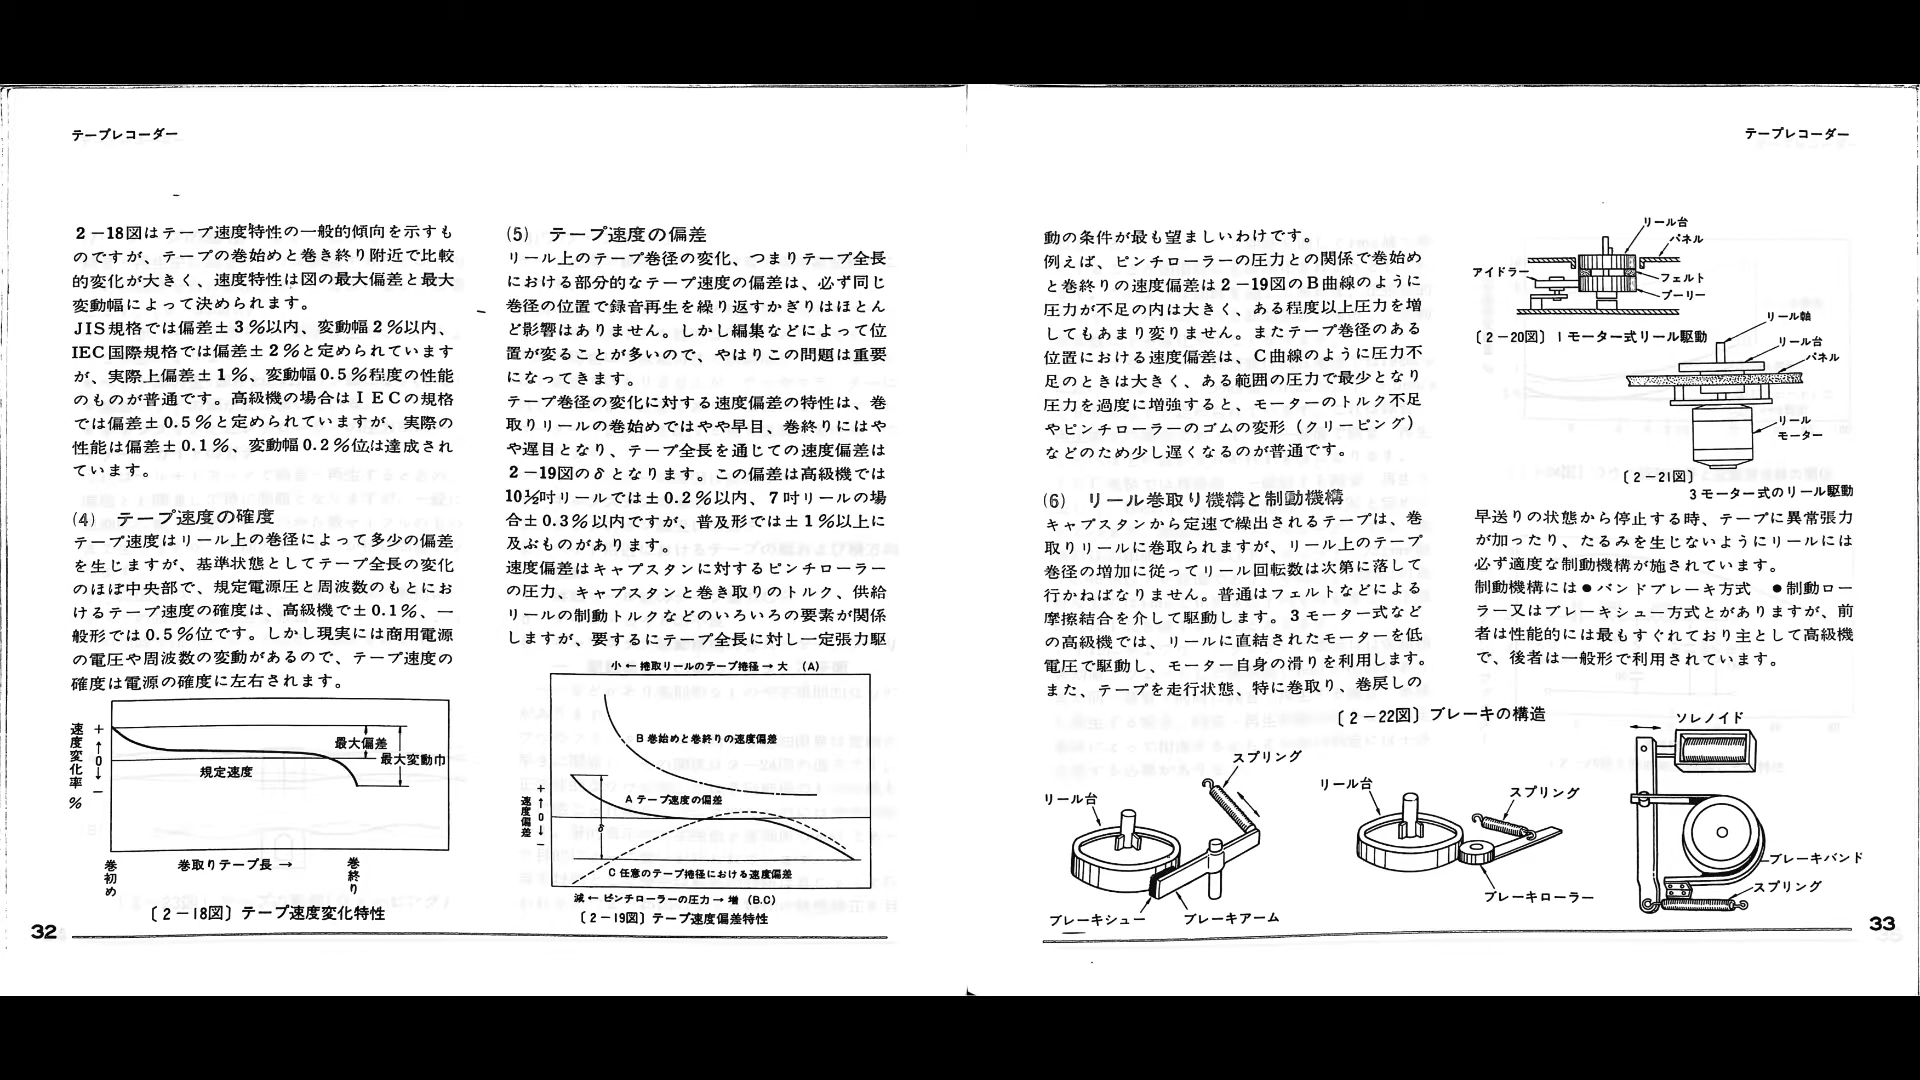 テープレコーダー
2－18図はテープ速度特性の一般的傾向を示すも
のですが、テープの巻始めと巻き終り附近で比較
的変化が大きく、速度特性は図の最大偏差と最大
変動幅によって決められます。
JIS規格では偏差±3％以内、変動幅2％以内、
IEC国際規格では偏差±2％と定められています
が、実際上偏差±1％、変動幅0.5％程度の性能
のものが普通です。高級機の場合はＩＥＣの規格
では偏差±0.5％と定められていますが、実際の
性能は偏差±0.1％、変動幅0.2％位は達成され
ています。
(4) テープ速度の確度
テープ速度はリール上の巻径によって多少の偏差
を生じますが、基準状態としてテープ全長の変化
のほぼ中央部で、規定電源圧と周波数のもとにお
けるテープ速度の確度は、高級機で±0.1％、一
般形では0.5％位です。しかし現実には商用電源
の電圧や周波数の変動があるので、テープ速度の
確度は電源の確度に左右されます。
速度変化率 ％
＋ ↑0↓ －
最大偏差
最大変動巾
規定速度
巻初め
巻取りテープ長 →
巻終り
〔2－18図〕テープ速度変化特性
32
(5) テープ速度の偏差
リール上のテープ巻径の変化、つまりテープ全長
における部分的なテープ速度の偏差は、必ず同じ
巻径の位置で録音再生を繰り返すかぎりはほとん
ど影響はありません。しかし編集などによって位
置が変ることが多いので、やはりこの問題は重要
になってきます。
テープ巻径の変化に対する速度偏差の特性は、巻
取りリールの巻始めではやや早目、巻終りにはや
や遅目となり、テープ全長を通じての速度偏差は
2－19図のδとなります。この偏差は高級機では
10½吋リールでは±0.2％以内、7吋リールの場
合±0.3％以内ですが、普及形では±1％以上に
及ぶものがあります。
速度偏差はキャプスタンに対するピンチローラー
の圧力、キャプスタンと巻き取りのトルク、供給
リールの制動トルクなどのいろいろの要素が関係
しますが、要するにテープ全長に対し一定張力駆
小 ← 捲取リールのテープ捲径 → 大 (A)
B 巻始めと巻終りの速度偏差
A テープ速度の偏差
速度偏差
＋ ↑0↓ －
δ
C 任意のテープ捲径における速度偏差
減 ← ピンチローラーの圧力 → 増 (B.C)
〔2－19図〕テープ速度偏差特性
テープレコーダー
動の条件が最も望ましいわけです。
例えば、ピンチローラーの圧力との関係で巻始め
と巻終りの速度偏差は2－19図のB曲線のように
圧力が不足の内は大きく、ある程度以上圧力を増
してもあまり変りません。またテープ巻径のある
位置における速度偏差は、C曲線のように圧力不
足のときは大きく、ある範囲の圧力で最少となり
圧力を過度に増強すると、モーターのトルク不足
やピンチローラーのゴムの変形（クリーピング）
などのため少し遅くなるのが普通です。
(6) リール巻取り機構と制動機構
キャプスタンから定速で繰出されるテープは、巻
取りリールに巻取られますが、リール上のテープ
巻径の増加に従ってリール回転数は次第に落して
行かねばなりません。普通はフェルトなどによる
摩擦結合を介して駆動します。3モーター式など
の高級機では、リールに直結されたモーターを低
電圧で駆動し、モーター自身の滑りを利用します。
また、テープを走行状態、特に巻取り、巻戻しの
リール台
パネル
アイドラー
フェルト
プーリー
〔2－20図〕1モーター式リール駆動
リール軸
リール台
パネル
リール
モーター
〔2－21図〕
3モーター式のリール駆動
早送りの状態から停止する時、テープに異常張力
が加ったり、たるみを生じないようにリールには
必ず適度な制動機構が施されています。
制動機構には●バンドブレーキ方式 ●制動ロー
ラー又はブレーキシュー方式とがありますが、前
者は性能的には最もすぐれており主として高級機
で、後者は一般形で利用されています。
〔2－22図〕ブレーキの構造
リール台
スプリング
ブレーキシュー
ブレーキアーム
リール台
スプリング
ブレーキローラー
ソレノイド
ブレーキバンド
スプリング
33